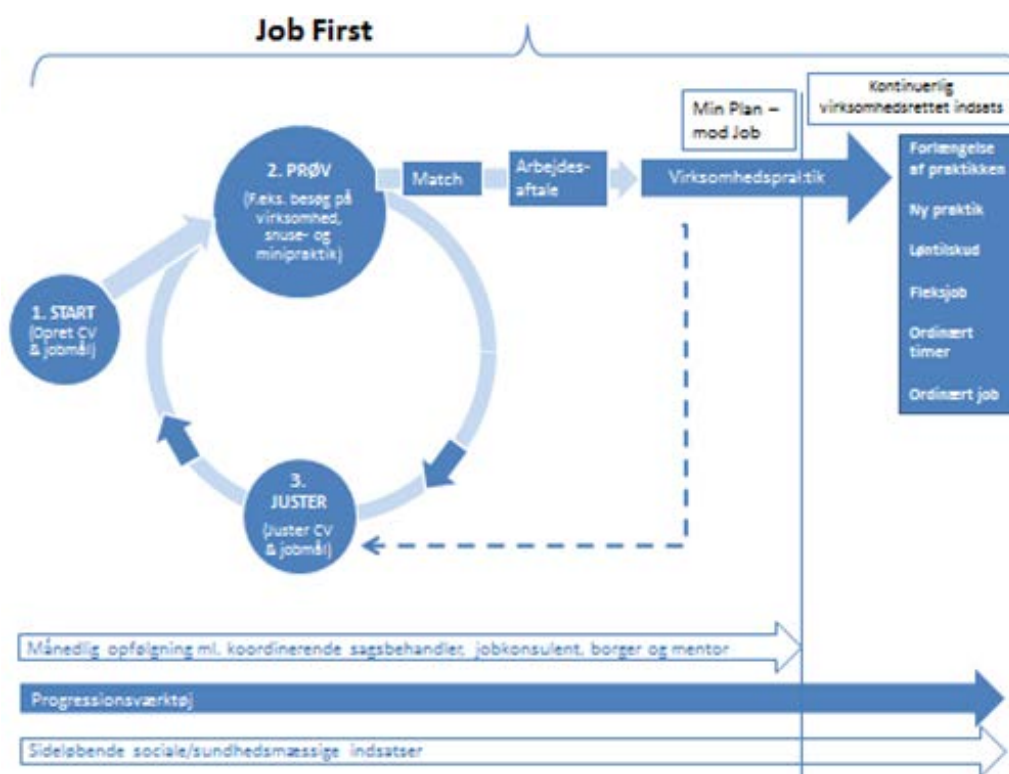 Job First
Min Plan –
mod Job
Kontinuerlig
virksomhedsrettet indsats
2. PRØV
(F.eks. besøg på
virksomhed,
snuse- og
minipraktik)
Match
Arbejdes-
aftale
Virksomhedspraktik
Forlængelse
af praktikken
Ny praktik
Løntilskud
Fleksjob
Ordinært
timer
Ordinært job
1. START
(Opret CV
& jobmål)
3.
JUSTER
(Juster CV
& jobmål)
Månedlig opfølgning ml. koordinerende sagsbehandler, jobkonsulent, borger og mentor
Progressionsværktøj
Sideløbende sociale/sundhedsmæssige indsatser